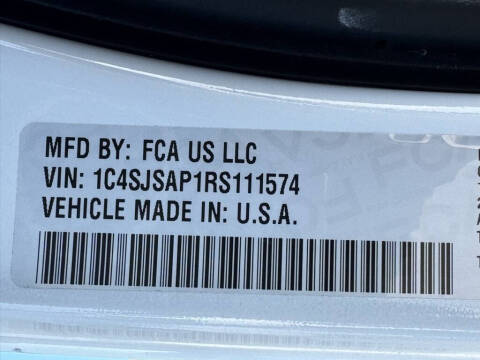 MFD BY: FCA US LLC
VIN: 1C4SJSAP1RS111574
VEHICLE MADE IN: U.S.A.